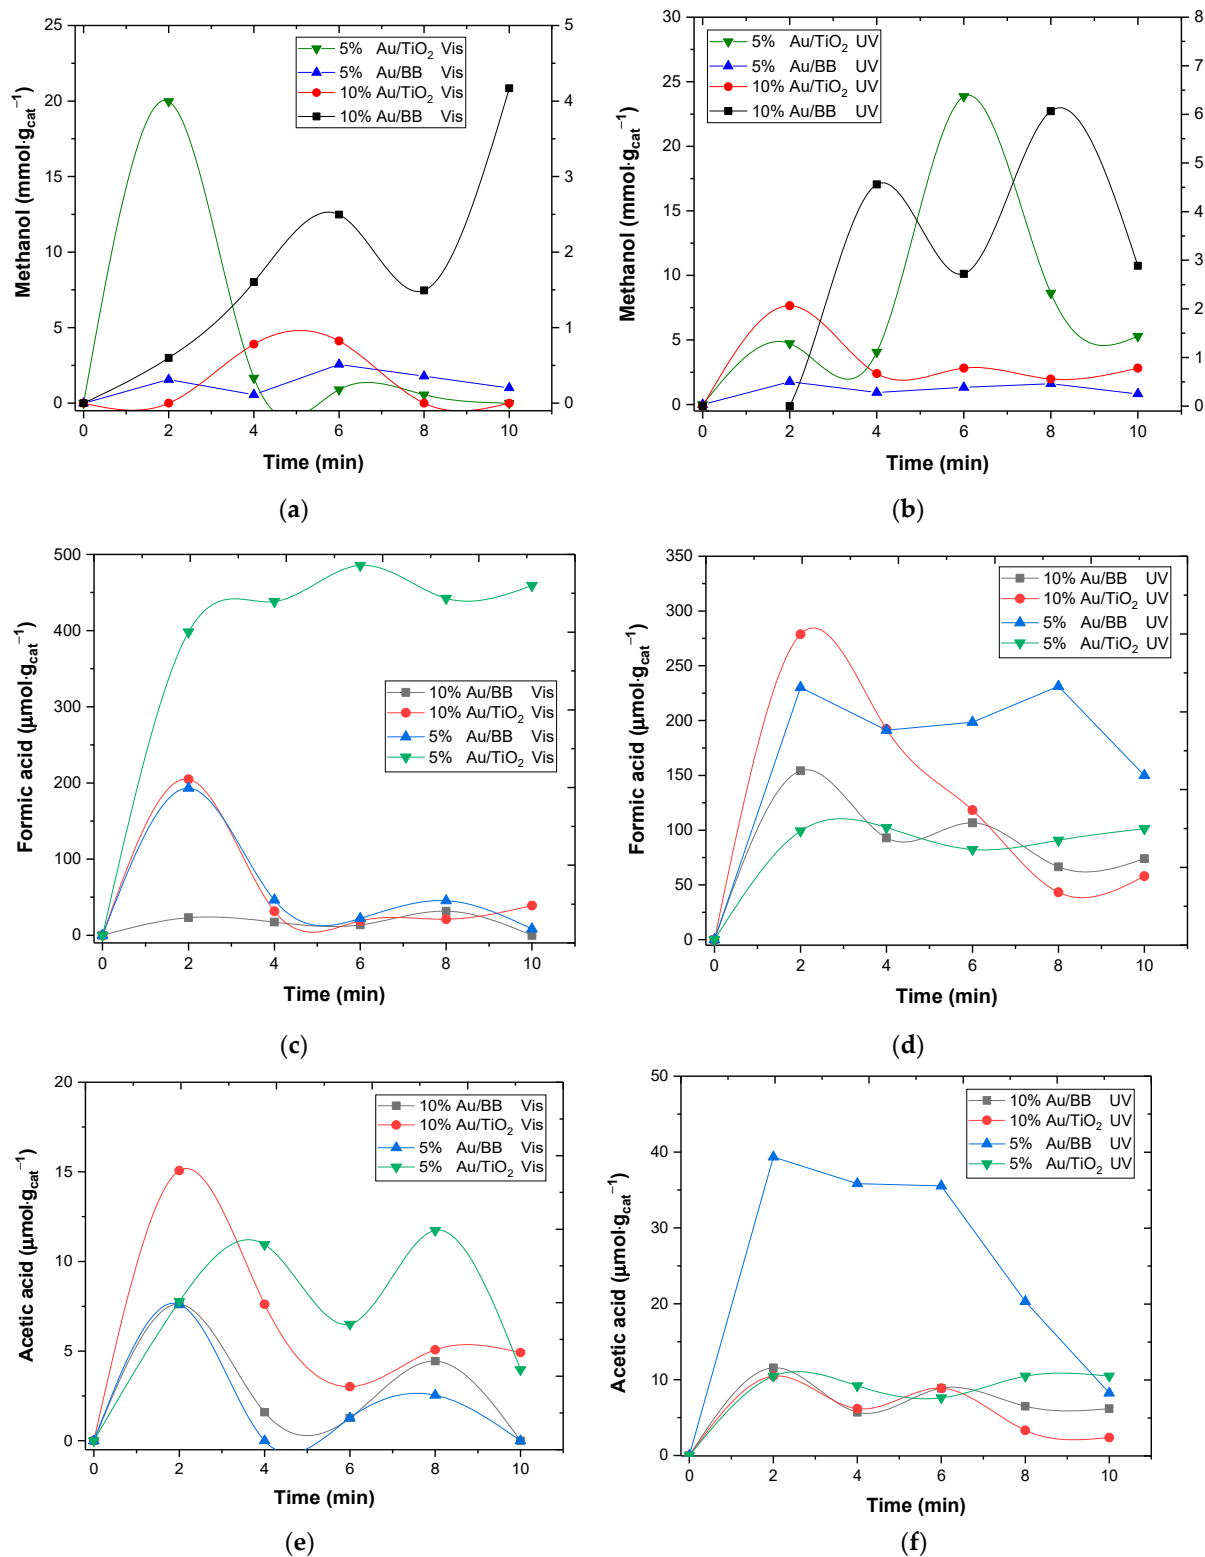 25
20
15
10
5
0
5
4
3
2
1
0
5% Au/TiO2 Vis
5% Au/BB Vis
10% Au/TiO2 Vis
10% Au/BB Vis
Methanol (mmol·gcat−1)
0 2 4 6 8 10
Time (min)
(a)
30
25
20
15
10
5
0
8
7
6
5
4
3
2
1
0
5% Au/TiO2 UV
5% Au/BB UV
10% Au/TiO2 UV
10% Au/BB UV
Methanol (mmol·gcat−1)
0 2 4 6 8 10
Time (min)
(b)
500
400
300
200
100
0
10% Au/BB Vis
10% Au/TiO2 Vis
5% Au/BB Vis
5% Au/TiO2 Vis
Formic acid (µmol·gcat−1)
0 2 4 6 8 10
Time (min)
(c)
350
300
250
200
150
100
50
0
10% Au/BB UV
10% Au/TiO2 UV
5% Au/BB UV
5% Au/TiO2 UV
Formic acid (µmol·gcat−1)
0 2 4 6 8 10
Time (min)
(d)
20
15
10
5
0
10% Au/BB Vis
10% Au/TiO2 Vis
5% Au/BB Vis
5% Au/TiO2 Vis
Acetic acid (µmol·gcat−1)
0 2 4 6 8 10
Time (min)
(e)
50
40
30
20
10
0
10% Au/BB UV
10% Au/TiO2 UV
5% Au/BB UV
5% Au/TiO2 UV
Acetic acid (µmol·gcat−1)
0 2 4 6 8 10
Time (min)
(f)